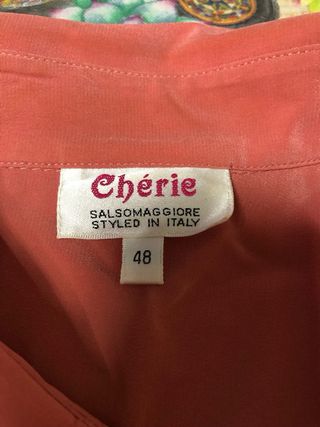 Chérie
SALSOMAGGIORE
STYLED IN ITALY
48